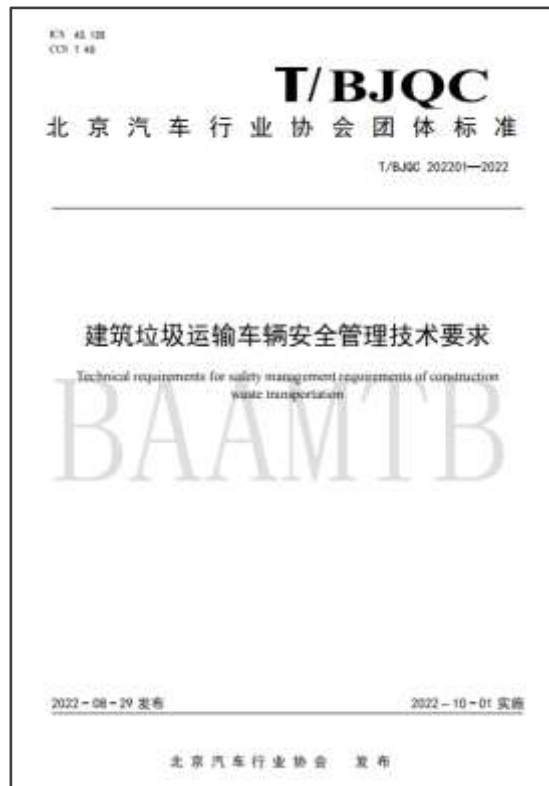 ICS 43.120
CCS T 40
T/BJQC
北京汽车行业协会团体标准
T/BJQC 202201—2022
建筑垃圾运输车辆安全管理技术要求
Technical requirements for safety management requirements of construction
waste transportation
BAAMTB
2022-08-29 发布
2022-10-01 实施
北京汽车行业协会 发布